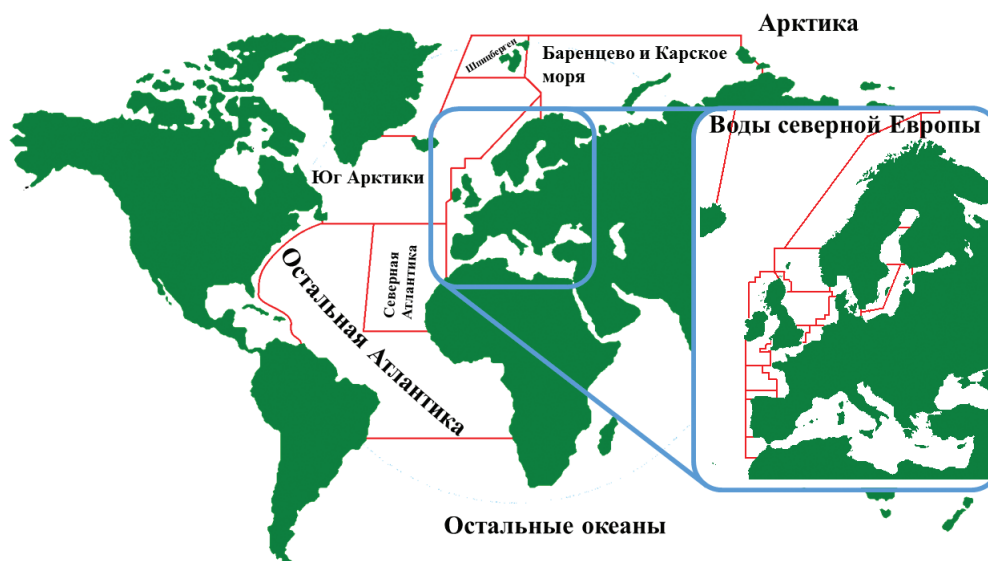 Арктика
Шпицберген
Баренцево и Карское
моря
Воды северной Европы
Юг Арктики
Северная
Атлантика
Остальная Атлантика
Остальные океаны